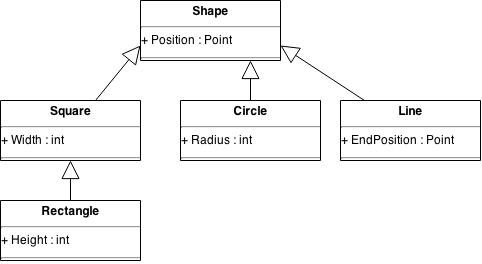 Shape
+ Position : Point
Square
+ Width : int
Circle
+ Radius : int
Line
+ EndPosition : Point
Rectangle
+ Height : int